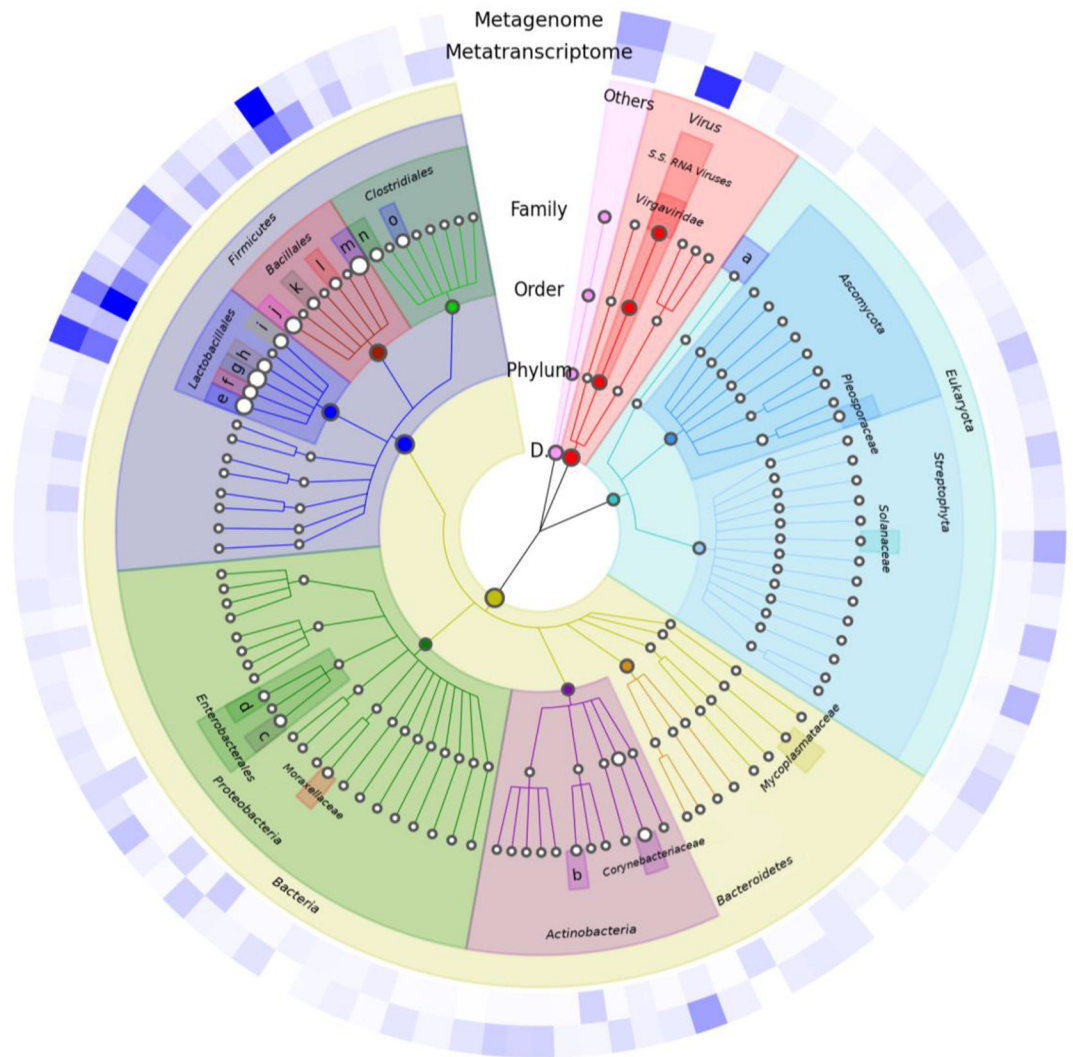 Metagenome
Metatranscriptome
Others
Virus
S.S. RNA Viruses
Virgaviridae
Family
Order
Phylum
D.
a
Ascomycota
Pleosporaceae
Eukaryota
Streptophyta
Solanaceae
Mycoplasmataceae
Bacteroidetes
Corynebacteriaceae
b
Actinobacteria
Bacteria
Proteobacteria
Moraxellaceae
Enterobacterales
c
d
Firmicutes
Lactobacillales
e
f
g
h
i
j
Bacillales
k
l
m
n
o
Clostridiales